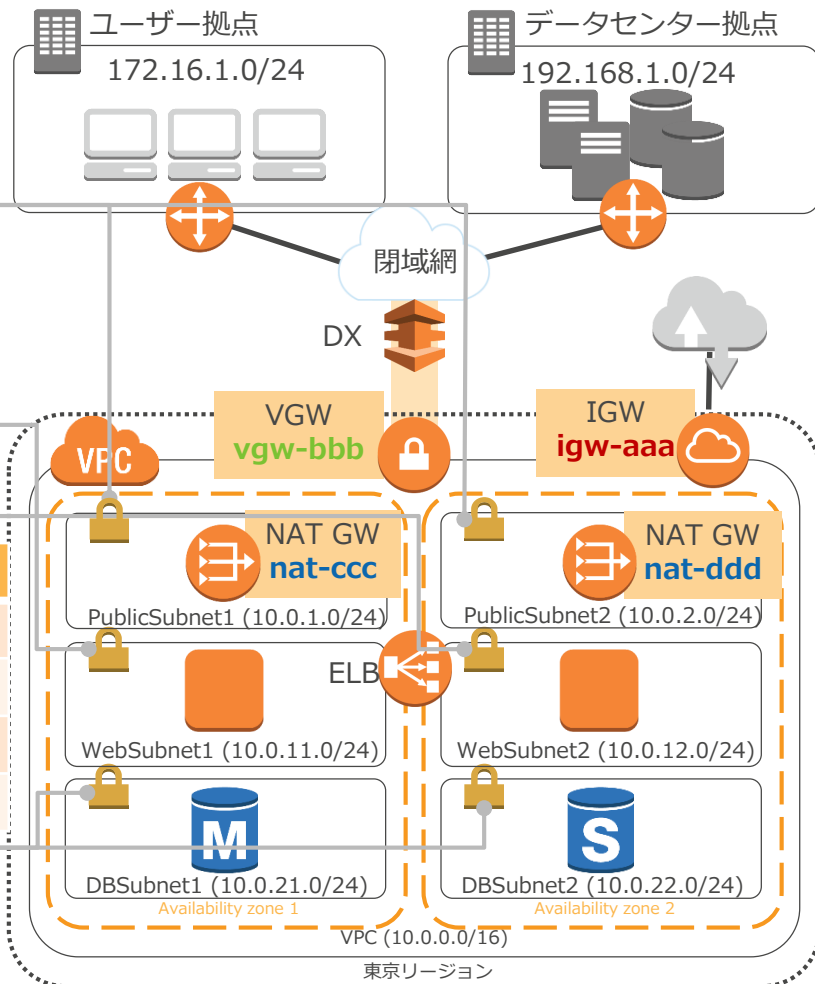 ユーザー拠点
172.16.1.0/24
データセンター拠点
192.168.1.0/24
閉域網
DX
VGW
vgw-bbb
IGW
igw-aaa
VPC
NAT GW
nat-ccc
PublicSubnet1 (10.0.1.0/24)
NAT GW
nat-ddd
PublicSubnet2 (10.0.2.0/24)
ELB
WebSubnet1 (10.0.11.0/24)
WebSubnet2 (10.0.12.0/24)
M
DBSubnet1 (10.0.21.0/24)
Availability zone 1
S
DBSubnet2 (10.0.22.0/24)
Availability zone 2
VPC (10.0.0.0/16)
東京リージョン